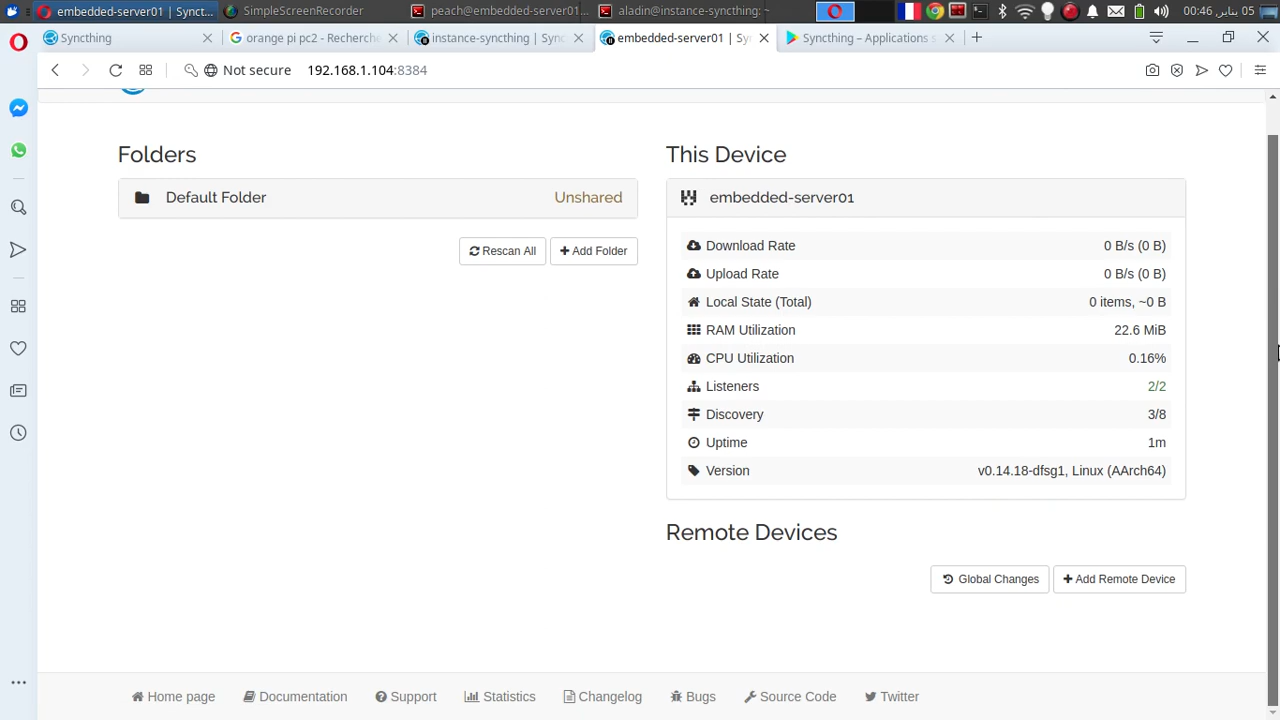 embedded-server01 | Synct...
SimpleScreenRecorder
peach@embedded-server01...
aladin@instance-syncthing: ~
05 يناير, 00:46
Syncthing
orange pi pc2 - Recherche
instance-syncthing | Sync
embedded-server01 | Sy
Syncthing – Applications s
Not secure
192.168.1.104:8384
Folders
Default Folder
Unshared
Rescan All
Add Folder
This Device
embedded-server01
Download Rate
0 B/s (0 B)
Upload Rate
0 B/s (0 B)
Local State (Total)
0 items, ~0 B
RAM Utilization
22.6 MiB
CPU Utilization
0.16%
Listeners
2/2
Discovery
3/8
Uptime
1m
Version
v0.14.18-dfsg1, Linux (AArch64)
Remote Devices
Global Changes
Add Remote Device
Home page
Documentation
Support
Statistics
Changelog
Bugs
Source Code
Twitter